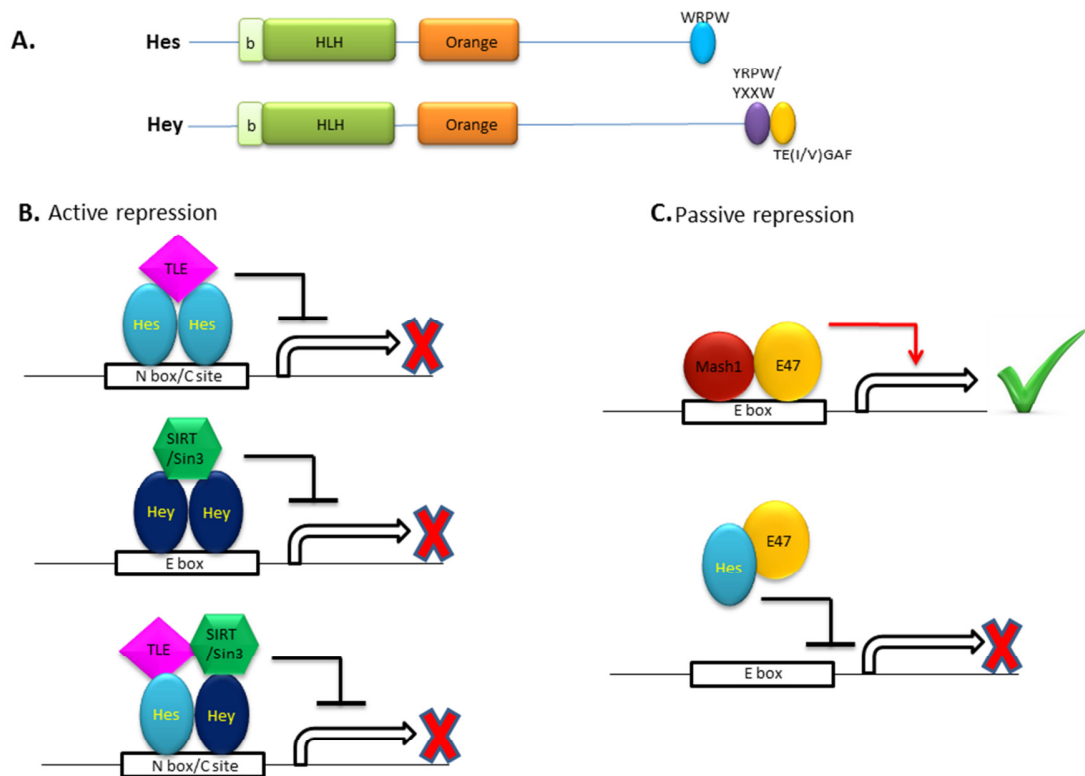 A.
Hes
b
HLH
Orange
WRPW
Hey
b
HLH
Orange
YRPW/
YXXW
TE(I/V)GAF
B. Active repression
TLE
Hes
Hes
N box/C site
SIRT
/Sin3
Hey
Hey
E box
TLE
SIRT
/Sin3
Hes
Hey
N box/C site
C. Passive repression
Mash1
E47
E box
Hes
E47
E box